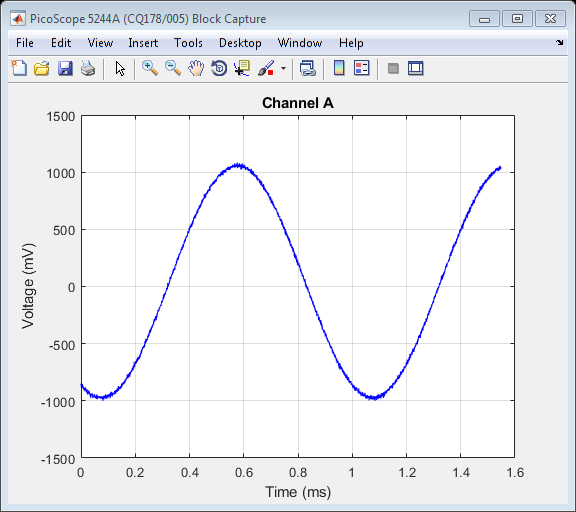 PicoScope 5244A (CQ178/005) Block Capture
File Edit View Insert Tools Desktop Window Help
Channel A
1500
1000
500
0
-500
-1000
-1500
Voltage (mV)
0 0.2 0.4 0.6 0.8 1 1.2 1.4 1.6
Time (ms)